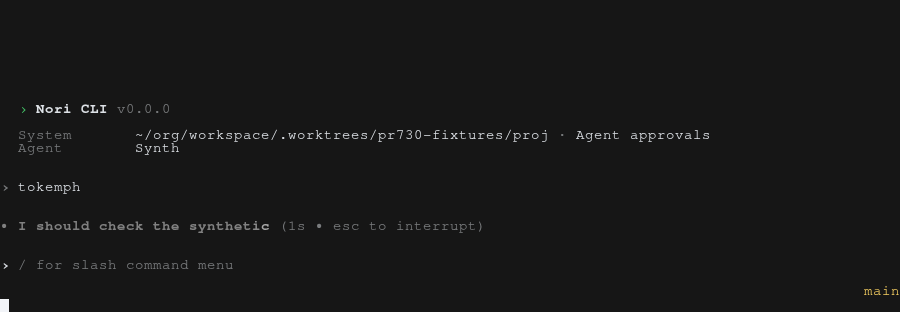 › Nori CLI v0.0.0
System ~/org/workspace/.worktrees/pr730-fixtures/proj · Agent approvals
Agent Synth
› tokemph
• I should check the synthetic (1s • esc to interrupt)
› / for slash command menu
main